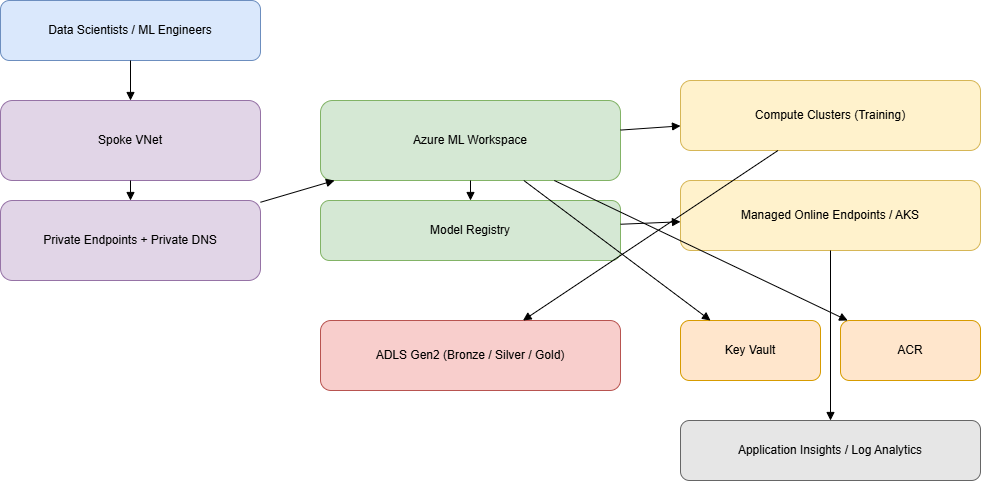 Data Scientists / ML Engineers
Spoke VNet
Private Endpoints + Private DNS
Azure ML Workspace
Model Registry
Compute Clusters (Training)
Managed Online Endpoints / AKS
ADLS Gen2 (Bronze / Silver / Gold)
Key Vault
ACR
Application Insights / Log Analytics